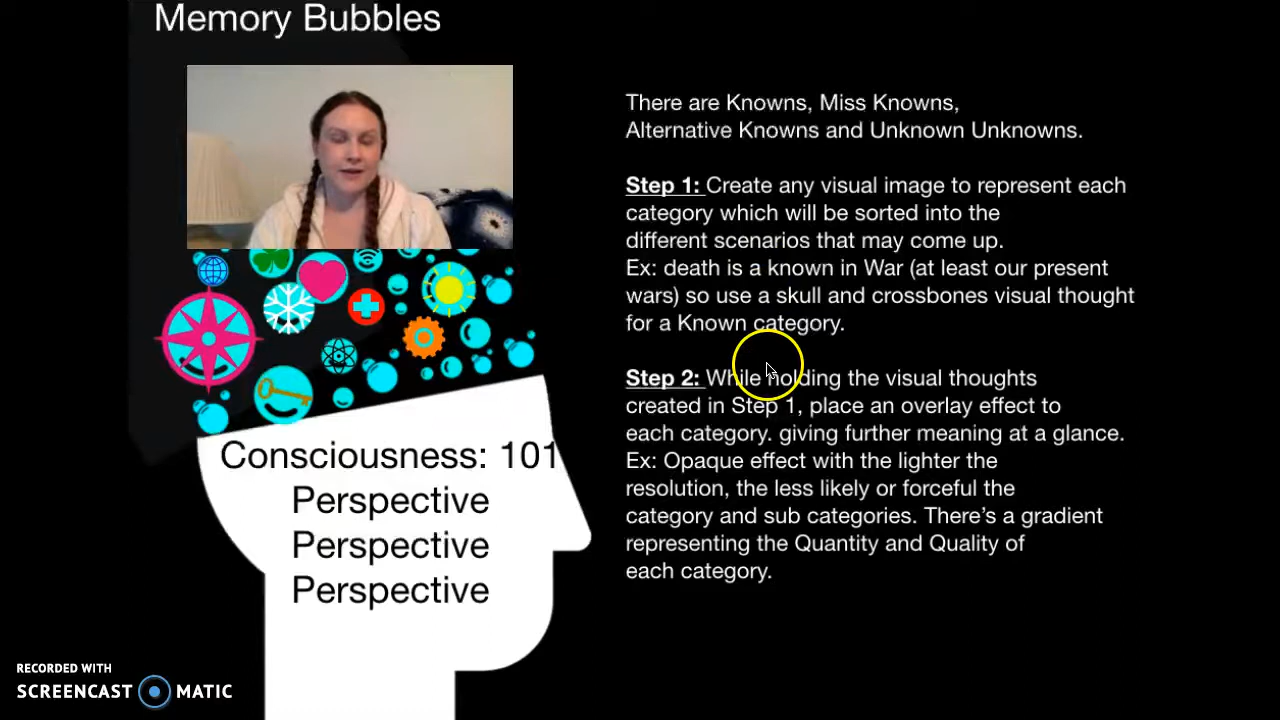 Memory Bubbles
There are Knowns, Miss Knowns,
Alternative Knowns and Unknown Unknowns.
Step 1: Create any visual image to represent each
category which will be sorted into the
different scenarios that may come up.
Ex: death is a known in War (at least our present
wars) so use a skull and crossbones visual thought
for a Known category.
Step 2: While holding the visual thoughts
created in Step 1, place an overlay effect to
each category. giving further meaning at a glance.
Ex: Opaque effect with the lighter the
resolution, the less likely or forceful the
category and sub categories. There’s a gradient
representing the Quantity and Quality of
each category.
Consciousness: 101
Perspective
Perspective
Perspective
RECORDED WITH
SCREENCAST MATIC